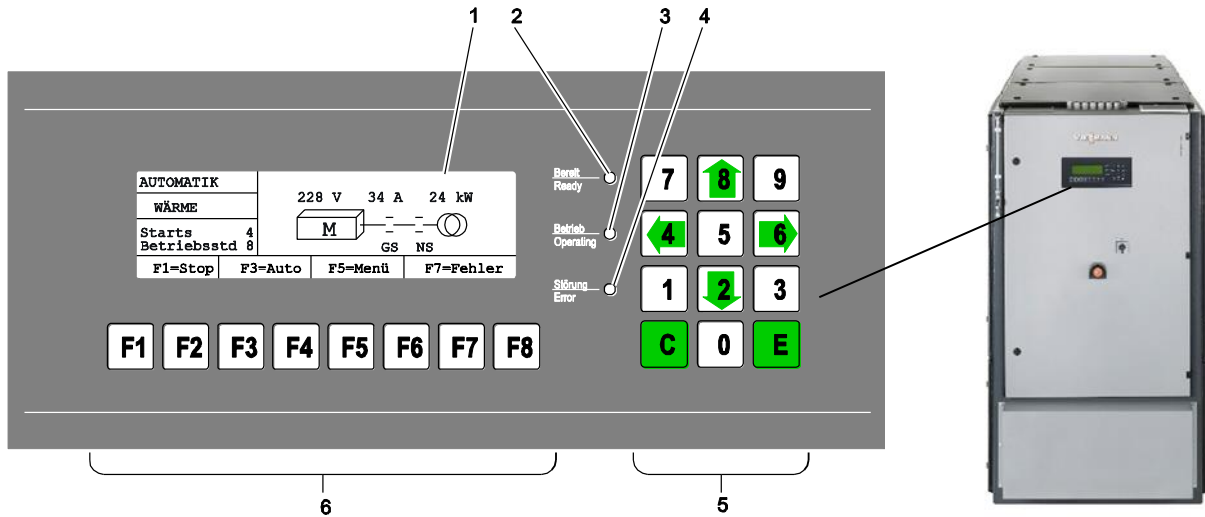 1 2 3 4
AUTOMATIK
WÄRME
Starts 4
Betriebsstd 8
228 V 34 A 24 kW
M
GS NS
F1=Stop F3=Auto F5=Menü F7=Fehler
Bereit
Ready
Betrieb
Operating
Störung
Error
7 8 9
4 5 6
1 2 3
C 0 E
F1 F2 F3 F4 F5 F6 F7 F8
6 5
VIESMANN